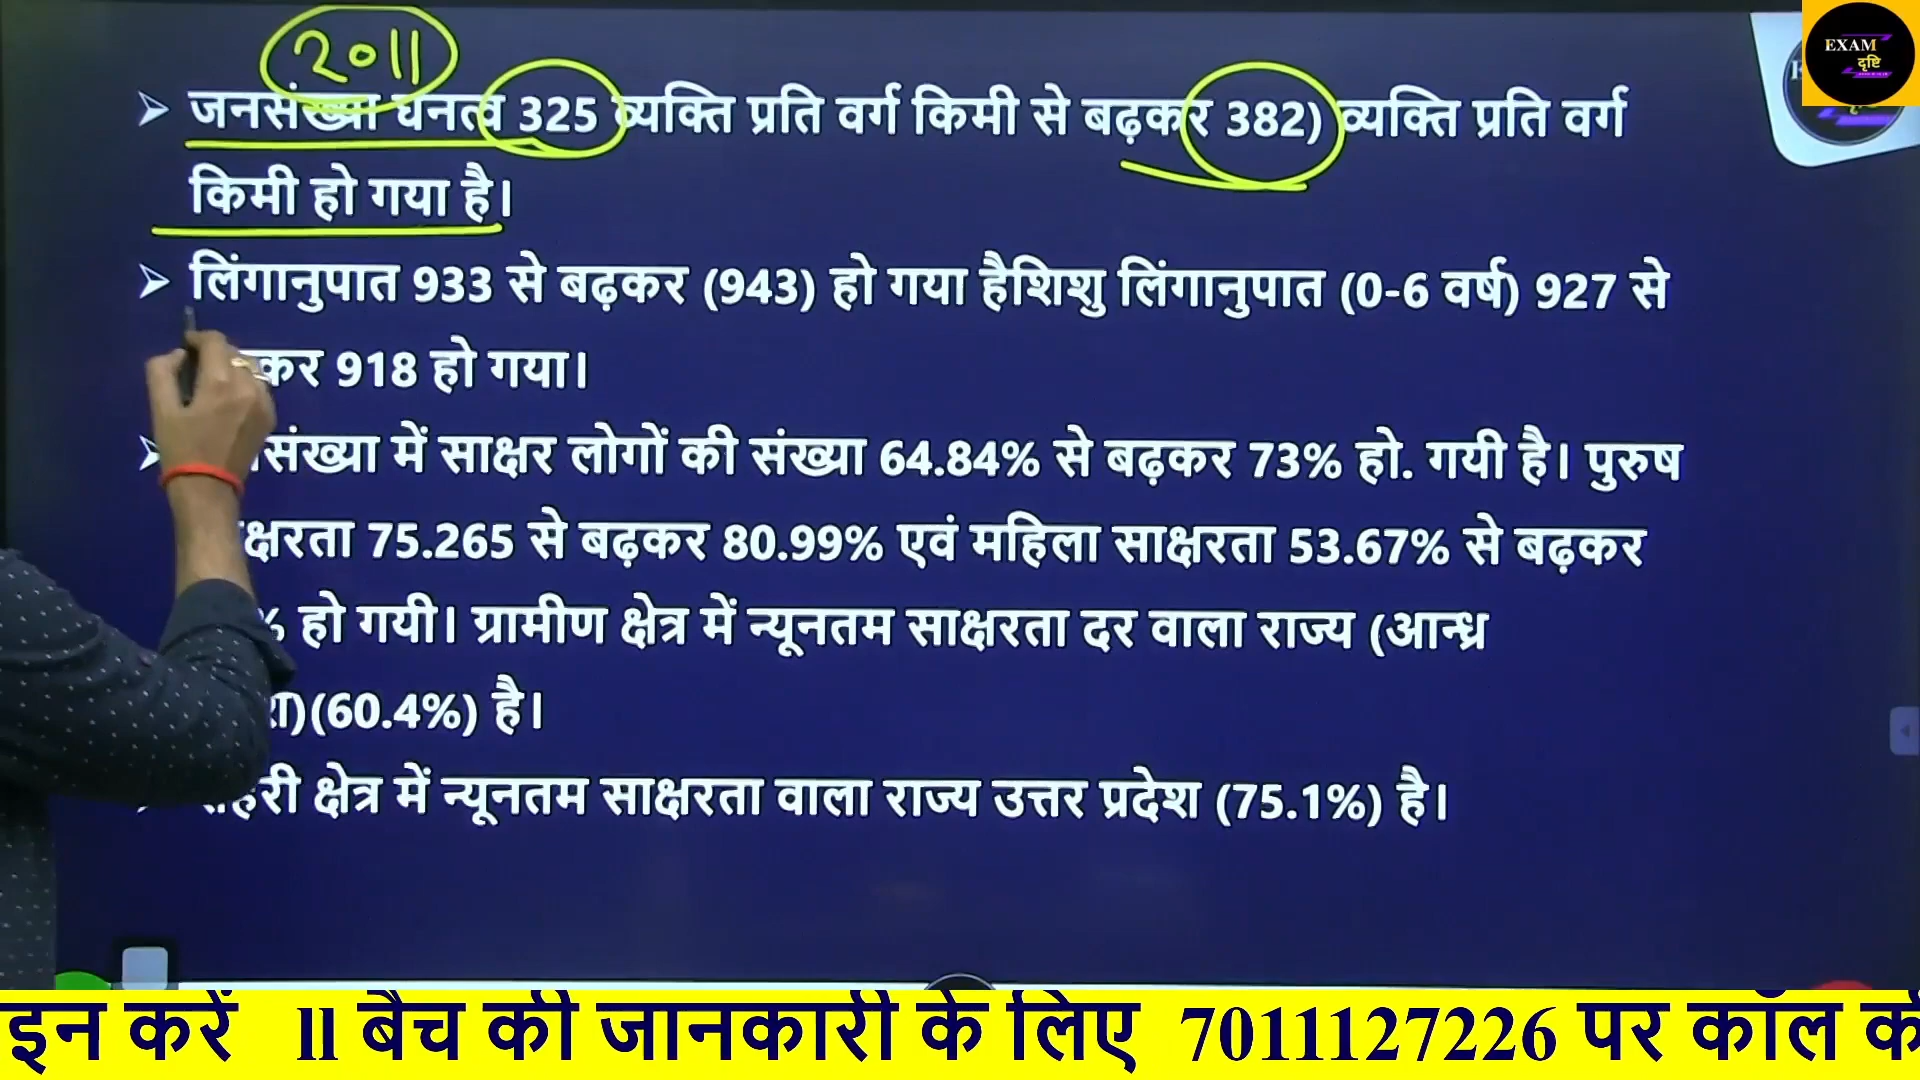 २०११
➤ जनसंख्या घनत्व 325 व्यक्ति प्रति वर्ग किमी से बढ़कर 382) व्यक्ति प्रति वर्ग
किमी हो गया है।
➤ लिंगानुपात 933 से बढ़कर (943) हो गया हैशिशु लिंगानुपात (0-6 वर्ष) 927 से
कर 918 हो गया।
संख्या में साक्षर लोगों की संख्या 64.84% से बढ़कर 73% हो. गयी है। पुरुष
क्षरता 75.265 से बढ़कर 80.99% एवं महिला साक्षरता 53.67% से बढ़कर
% हो गयी। ग्रामीण क्षेत्र में न्यूनतम साक्षरता दर वाला राज्य (आन्ध्र
)(60.4%) है।
हरी क्षेत्र में न्यूनतम साक्षरता वाला राज्य उत्तर प्रदेश (75.1%) है।
EXAM
दृष्टि
इन करें ll बैच की जानकारी के लिए 7011127226 पर कॉल क